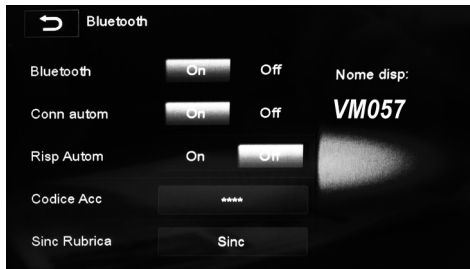 Bluetooth
Bluetooth On Off Nome disp:
Conn autom On Off VM057
Risp Autom On Off
Codice Acc ****
Sinc Rubrica Sinc